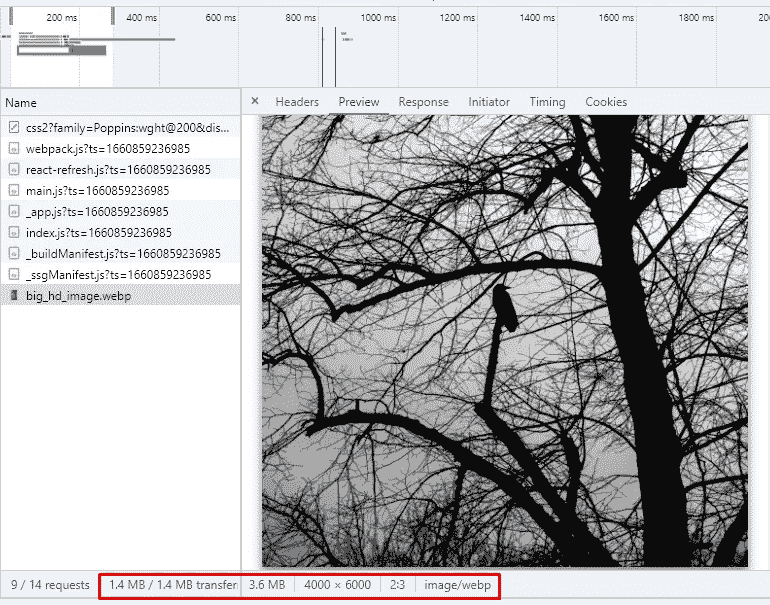 200 ms 400 ms 600 ms 800 ms 1000 ms 1200 ms 1400 ms 1600 ms 1800 ms 20
Name
× Headers Preview Response Initiator Timing Cookies
css2?family=Poppins:wght@200&dis...
webpack.js?ts=1660859236985
react-refresh.js?ts=1660859236985
main.js?ts=1660859236985
_app.js?ts=1660859236985
index.js?ts=1660859236985
_buildManifest.js?ts=1660859236985
_ssgManifest.js?ts=1660859236985
big_hd_image.webp
9 / 14 requests 1.4 MB / 1.4 MB transfer 3.6 MB 4000 × 6000 2:3 image/webp